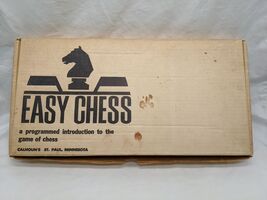 EASY CHESS
a programmed introduction to the
game of chess
CALHOUN'S ST. PAUL, MINNESOTA